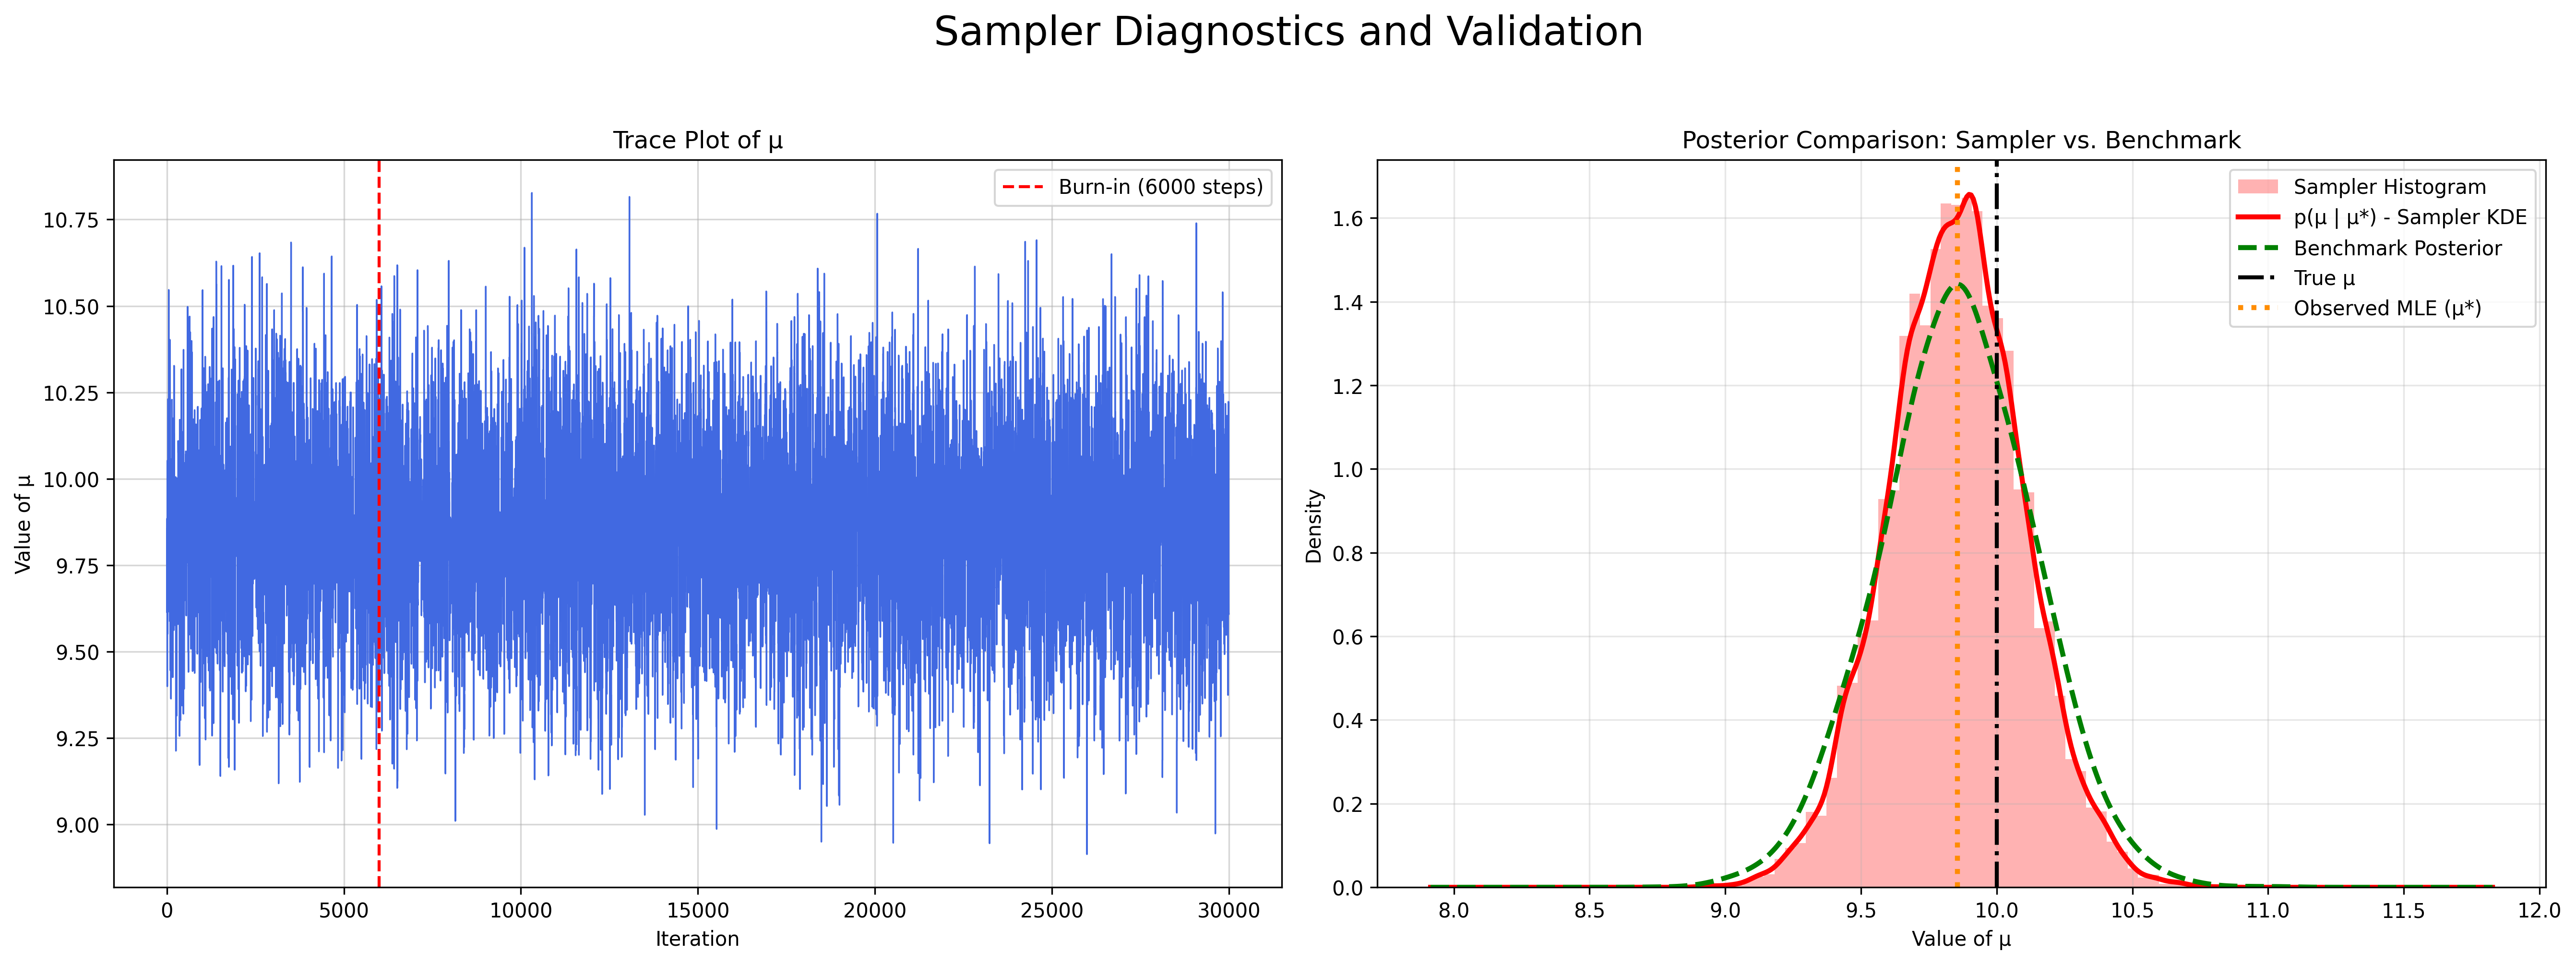 Sampler Diagnostics and Validation
Trace Plot of μ
Burn-in (6000 steps)
10.75
10.50
10.25
10.00
9.75
9.50
9.25
9.00
Value of μ
0 5000 10000 15000 20000 25000 30000
Iteration
Posterior Comparison: Sampler vs. Benchmark
Sampler Histogram
p(μ | μ*) - Sampler KDE
Benchmark Posterior
True μ
Observed MLE (μ*)
1.6
1.4
1.2
1.0
0.8
0.6
0.4
0.2
0.0
Density
8.0 8.5 9.0 9.5 10.0 10.5 11.0 11.5 12.0
Value of μ